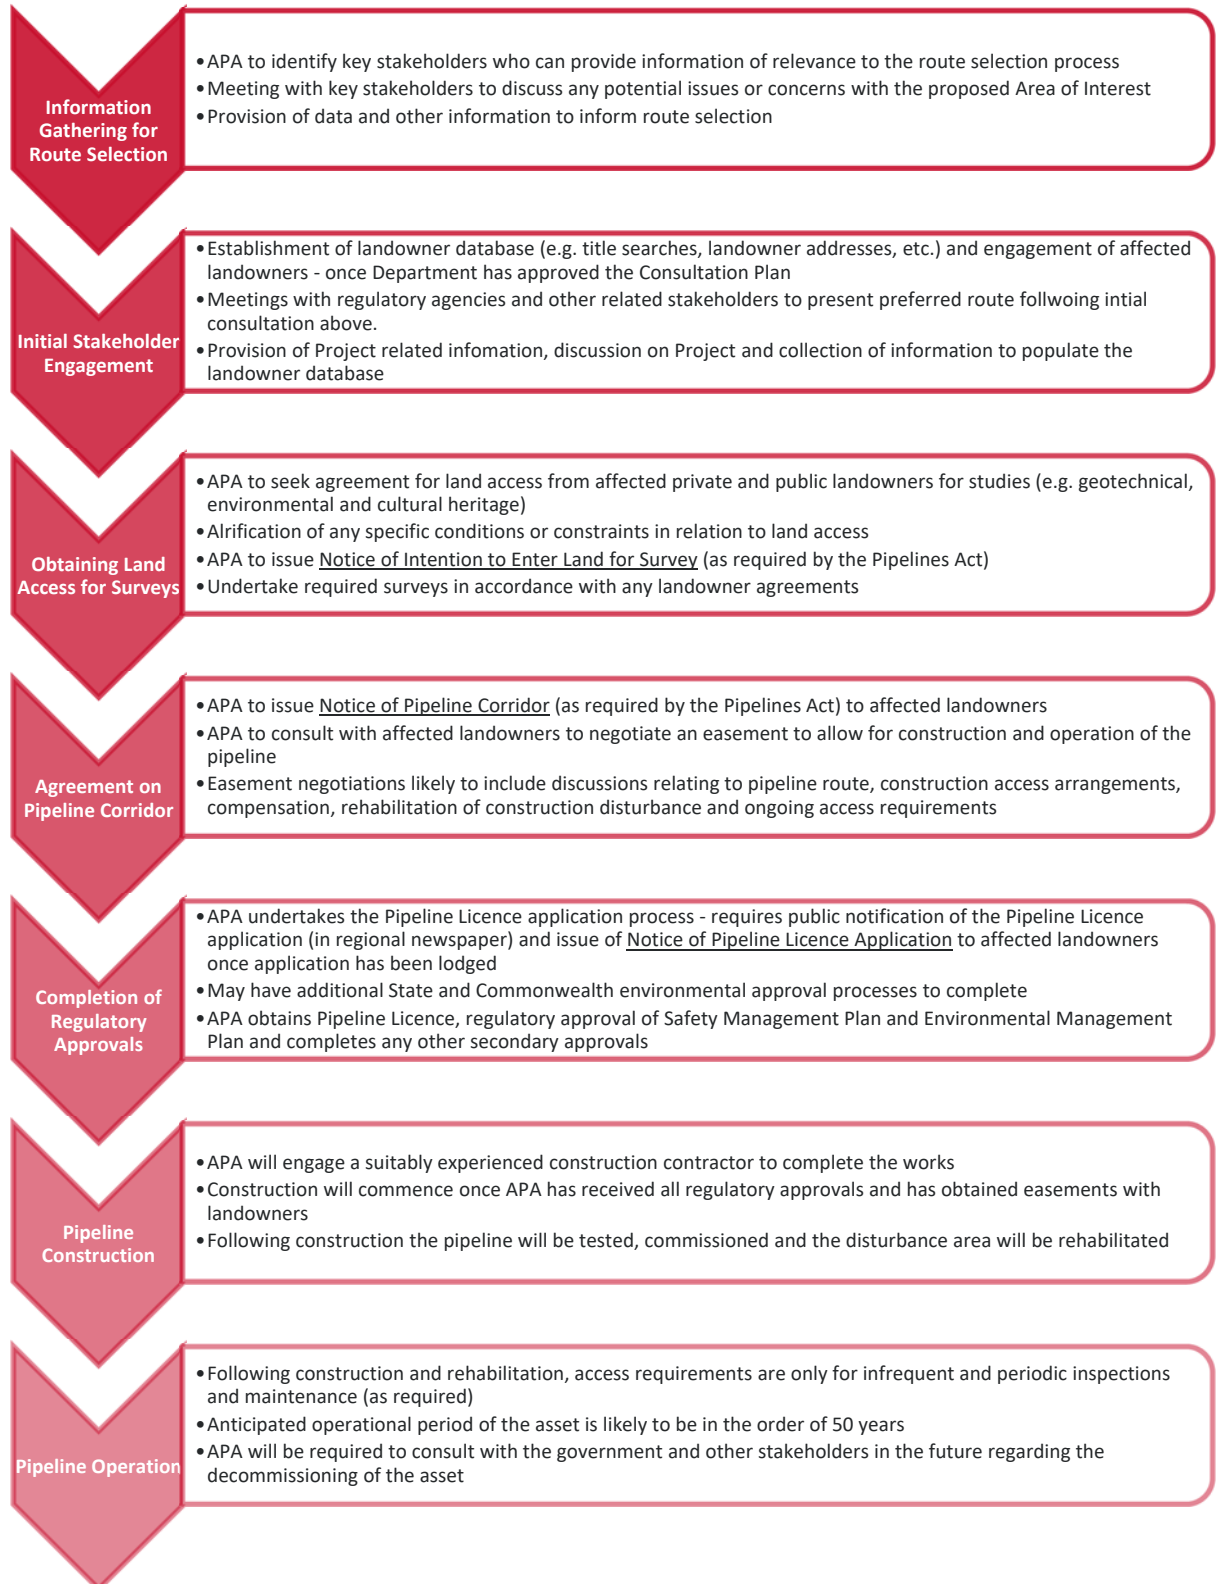 Information
Gathering for
Route Selection
•APA to identify key stakeholders who can provide information of relevance to the route selection process
•Meeting with key stakeholders to discuss any potential issues or concerns with the proposed Area of Interest
•Provision of data and other information to inform route selection
Initial Stakeholder
Engagement
•Establishment of landowner database (e.g. title searches, landowner addresses, etc.) and engagement of affected
landowners - once Department has approved the Consultation Plan
•Meetings with regulatory agencies and other related stakeholders to present preferred route follwoing intial
consultation above.
•Provision of Project related infomation, discussion on Project and collection of information to populate the
landowner database
Obtaining Land
Access for Surveys
•APA to seek agreement for land access from affected private and public landowners for studies (e.g. geotechnical,
environmental and cultural heritage)
•Alrification of any specific conditions or constraints in relation to land access
•APA to issue Notice of Intention to Enter Land for Survey (as required by the Pipelines Act)
•Undertake required surveys in accordance with any landowner agreements
Agreement on
Pipeline Corridor
•APA to issue Notice of Pipeline Corridor (as required by the Pipelines Act) to affected landowners
•APA to consult with affected landowners to negotiate an easement to allow for construction and operation of the
pipeline
•Easement negotiations likely to include discussions relating to pipeline route, construction access arrangements,
compensation, rehabilitation of construction disturbance and ongoing access requirements
Completion of
Regulatory
Approvals
•APA undertakes the Pipeline Licence application process - requires public notification of the Pipeline Licence
application (in regional newspaper) and issue of Notice of Pipeline Licence Application to affected landowners
once application has been lodged
•May have additional State and Commonwealth environmental approval processes to complete
•APA obtains Pipeline Licence, regulatory approval of Safety Management Plan and Environmental Management
Plan and completes any other secondary approvals
Pipeline
Construction
•APA will engage a suitably experienced construction contractor to complete the works
•Construction will commence once APA has received all regulatory approvals and has obtained easements with
landowners
•Following construction the pipeline will be tested, commissioned and the disturbance area will be rehabilitated
Pipeline Operation
•Following construction and rehabilitation, access requirements are only for infrequent and periodic inspections
and maintenance (as required)
•Anticipated operational period of the asset is likely to be in the order of 50 years
•APA will be required to consult with the government and other stakeholders in the future regarding the
decommissioning of the asset